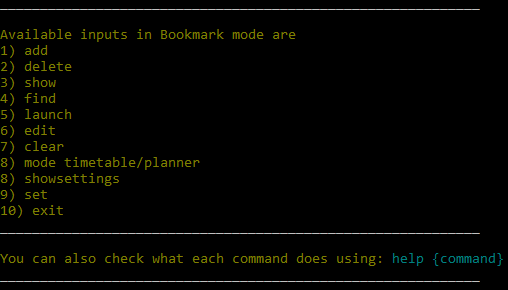 Available inputs in Bookmark mode are
1) add
2) delete
3) show
4) find
5) launch
6) edit
7) clear
8) mode timetable/planner
8) showsettings
9) set
10) exit
You can also check what each command does using: help {command}